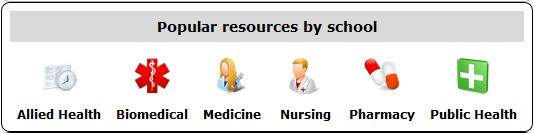 Popular resources by school
Allied Health Biomedical Medicine Nursing Pharmacy Public Health